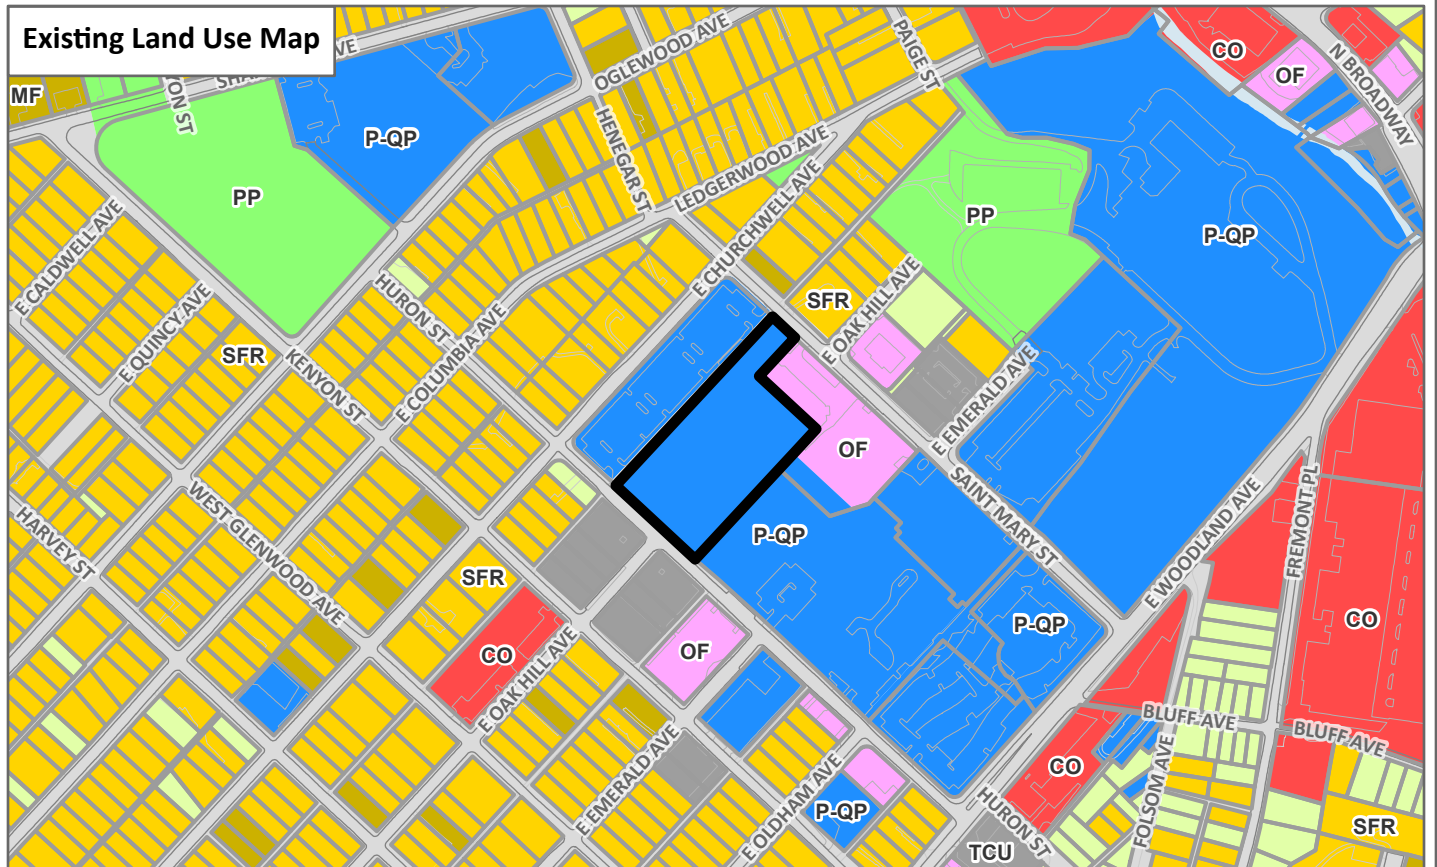 Existing Land Use Map
VE
SHA
YON ST
MF
PP
P-QP
OGLEWOOD AVE
HENEGAR ST
LEDGERWOOD AVE
PAIGE ST
CO
OF
N BROADWAY
E CHURCHWELL AVE
PP
P-QP
E CALDWELL AVE
E QUINCY AVE
SFR
HURON ST
KENYON ST
E COLUMBIA AVE
SFR
E OAK HILL AVE
E EMERALD AVE
OF
SAINT MARY ST
P-QP
HARVEY ST
WEST GLENWOOD AVE
SFR
CO
E OAK HILL AVE
OF
P-QP
E WOODLAND AVE
FREMONT PL
CO
BLUFF AVE
BLUFF AVE
FOLSOM AVE
CO
E EMERALD AVE
E OLDHAM AVE
P-QP
HURON ST
TCU
SFR